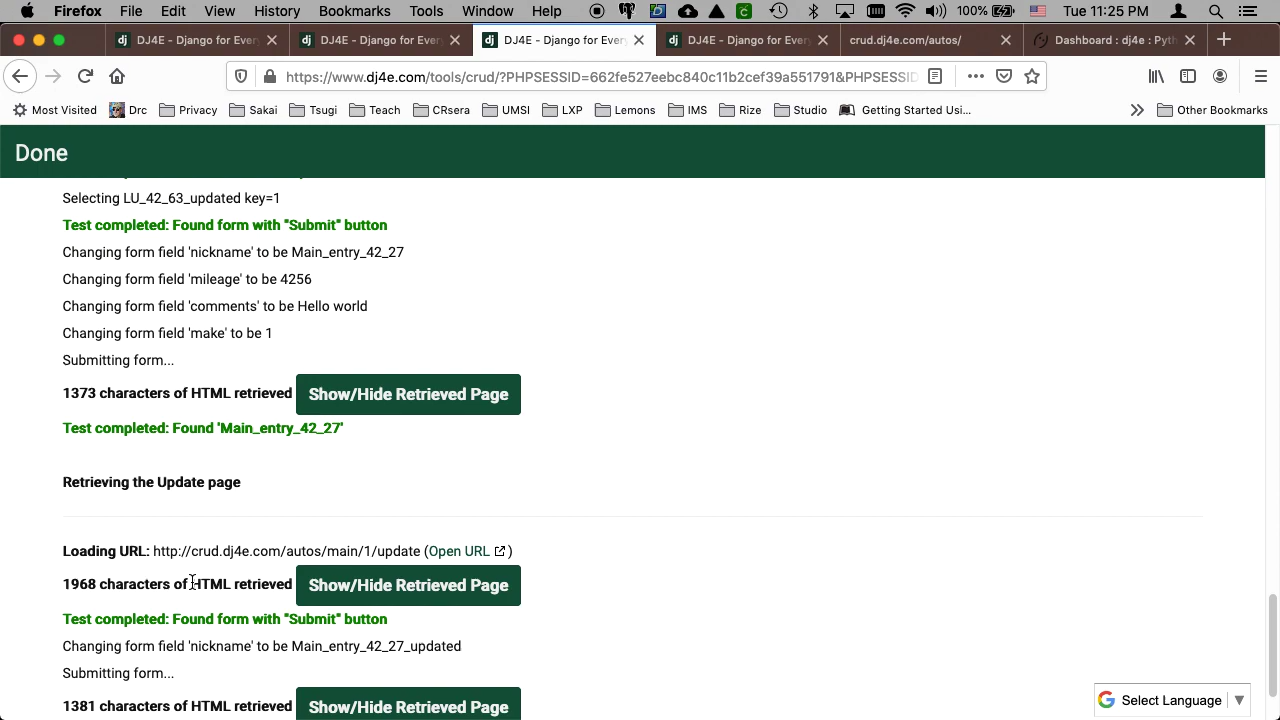 Firefox File Edit View History Bookmarks Tools Window Help 100% Tue 11:25 PM
DJ4E - Django for Every
DJ4E - Django for Every
DJ4E - Django for Every
DJ4E - Django for Every
crud.dj4e.com/autos/
Dashboard : dj4e : Pyth
https://www.dj4e.com/tools/crud/?PHPSESSID=662fe527eebc840c11b2cef39a551791&PHPSESSID
Most Visited Drc Privacy Sakai Tsugi Teach CRsera UMSI LXP Lemons IMS Rize Studio Getting Started Usi... Other Bookmarks
Done
Selecting LU_42_63_updated key=1
Test completed: Found form with "Submit" button
Changing form field 'nickname' to be Main_entry_42_27
Changing form field 'mileage' to be 4256
Changing form field 'comments' to be Hello world
Changing form field 'make' to be 1
Submitting form...
1373 characters of HTML retrieved Show/Hide Retrieved Page
Test completed: Found 'Main_entry_42_27'
Retrieving the Update page
Loading URL: http://crud.dj4e.com/autos/main/1/update (Open URL )
1968 characters of HTML retrieved Show/Hide Retrieved Page
Test completed: Found form with "Submit" button
Changing form field 'nickname' to be Main_entry_42_27_updated
Submitting form...
1381 characters of HTML retrieved Show/Hide Retrieved Page
Select Language